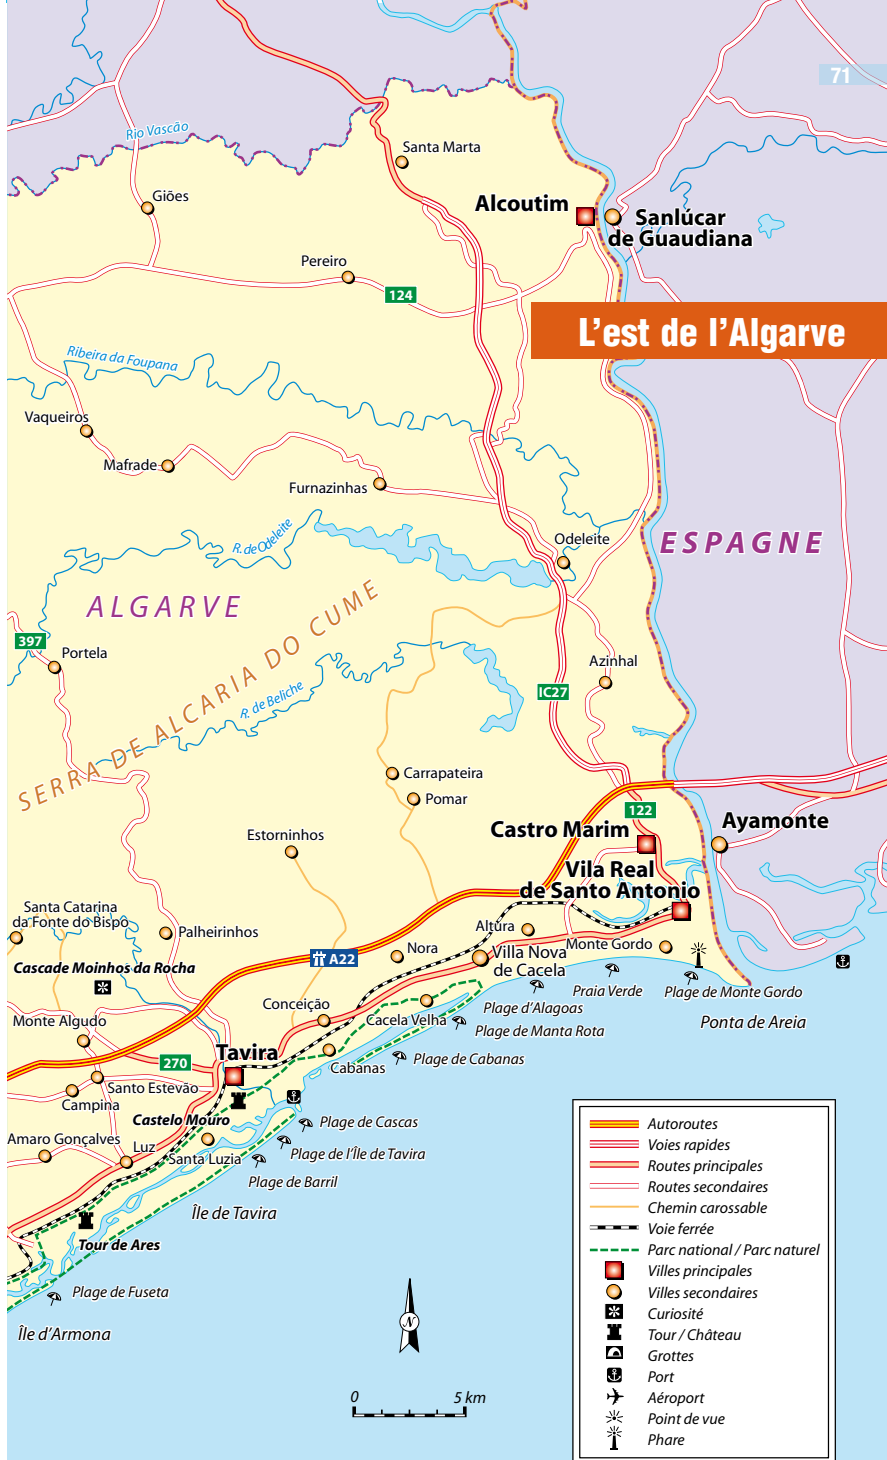 71
Rio Vascão
Santa Marta
Giões
Alcoutim
Sanlúcar
de Guaudiana
Pereiro
124
L'est de l'Algarve
Ribeira da Foupana
Vaqueiros
Mafrade
Furnazinhas
R. de Odeleite
Odeleite
ESPAGNE
ALGARVE
397
Portela
SERRA DE ALCARIA DO CUME
R. de Beliche
Azinhal
IC27
Carrapateira
Pomar
122
Castro Marim
Ayamonte
Estorninhos
Vila Real
de Santo Antonio
Santa Catarina
da Fonte do Bispo
Palheirinhos
Altura
Nora
Villa Nova
de Cacela
Monte Gordo
A22
Cascade Moinhos da Rocha
Praia Verde
Plage de Monte Gordo
Conceição
Plage d'Alagoas
Monte Algudo
Cacela Velha
Plage de Manta Rota
Ponta de Areia
Tavira
270
Plage de Cabanas
Cabanas
Santo Estevão
Campina
Castelo Mouro
Plage de Cascas
Amaro Gonçalves
Luz
Santa Luzia
Plage de l'Île de Tavira
Plage de Barril
Île de Tavira
Tour de Ares
Plage de Fuseta
Île d'Armona
N
0 5 km
Autoroutes
Voies rapides
Routes principales
Routes secondaires
Chemin carossable
Voie ferrée
Parc national / Parc naturel
Villes principales
Villes secondaires
Curiosité
Tour / Château
Grottes
Port
Aéroport
Point de vue
Phare